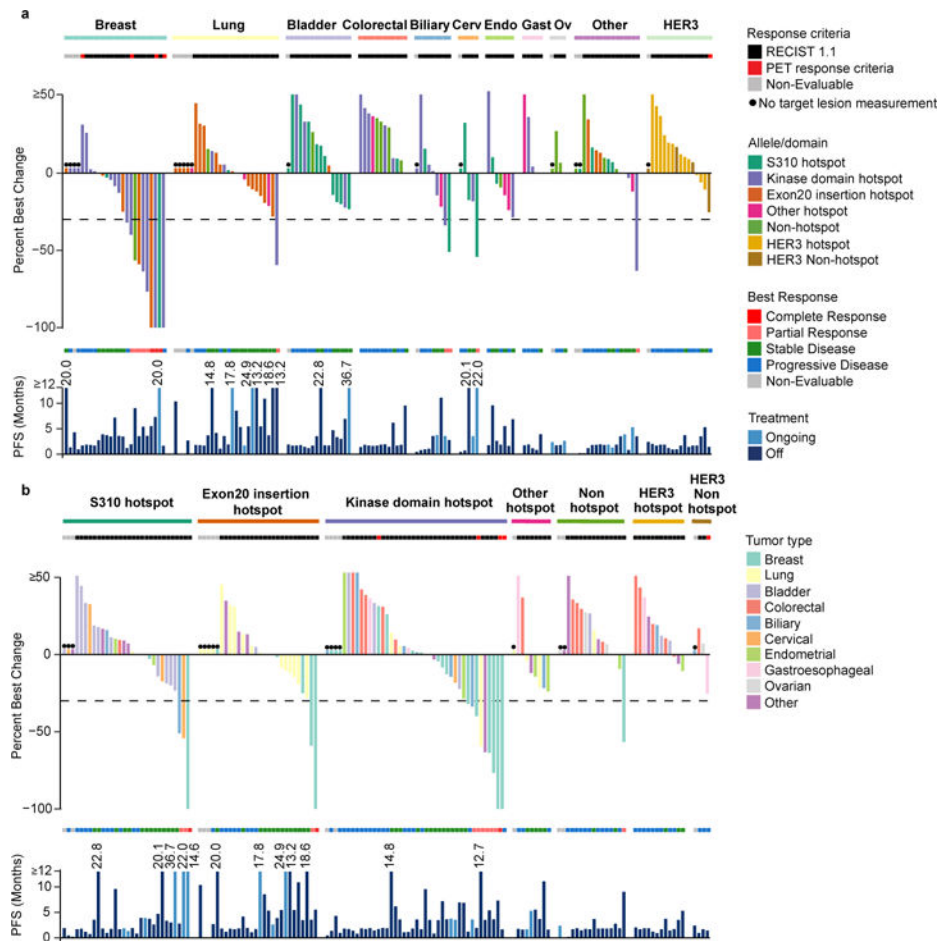 a
Breast Lung Bladder Colorectal Biliary Cerv Endo Gast Ov Other HER3
Response criteria
RECIST 1.1
PET response criteria
Non-Evaluable
No target lesion measurement
Allele/domain
S310 hotspot
Kinase domain hotspot
Exon20 insertion hotspot
Other hotspot
Non-hotspot
HER3 hotspot
HER3 Non-hotspot
Best Response
Complete Response
Partial Response
Stable Disease
Progressive Disease
Non-Evaluable
Treatment
Ongoing
Off
Percent Best Change
≥50
0
−50
−100
20.0 20.0 14.8 17.8 24.9 13.2 18.6 13.2 22.8 36.7 20.1 22.0
PFS (Months)
≥12
10
5
0
b
S310 hotspot
Exon20 insertion
hotspot
Kinase domain hotspot
Other
hotspot
Non
hotspot
HER3
hotspot
HER3
Non
hotspot
Tumor type
Breast
Lung
Bladder
Colorectal
Biliary
Cervical
Endometrial
Gastroesophageal
Ovarian
Other
Percent Best Change
≥50
0
−50
−100
22.8 20.1 36.7 22.0 14.6 20.0 17.8 24.9 13.2 18.6 14.8 12.7
PFS (Months)
≥12
10
5
0